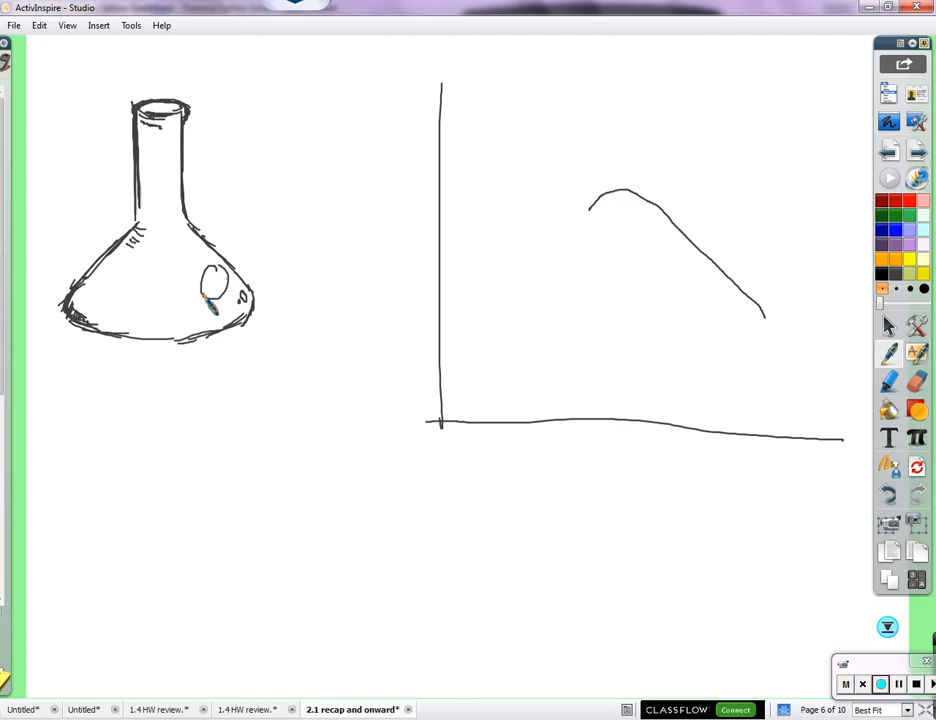 ActivInspire - Studio
File Edit View Insert Tools Help
Untitled* Untitled* 1.4 HW review.* 1.4 HW review.* 2.1 recap and onward* CLASSFLOW Connect Page 6 of 10 Best Fit
M